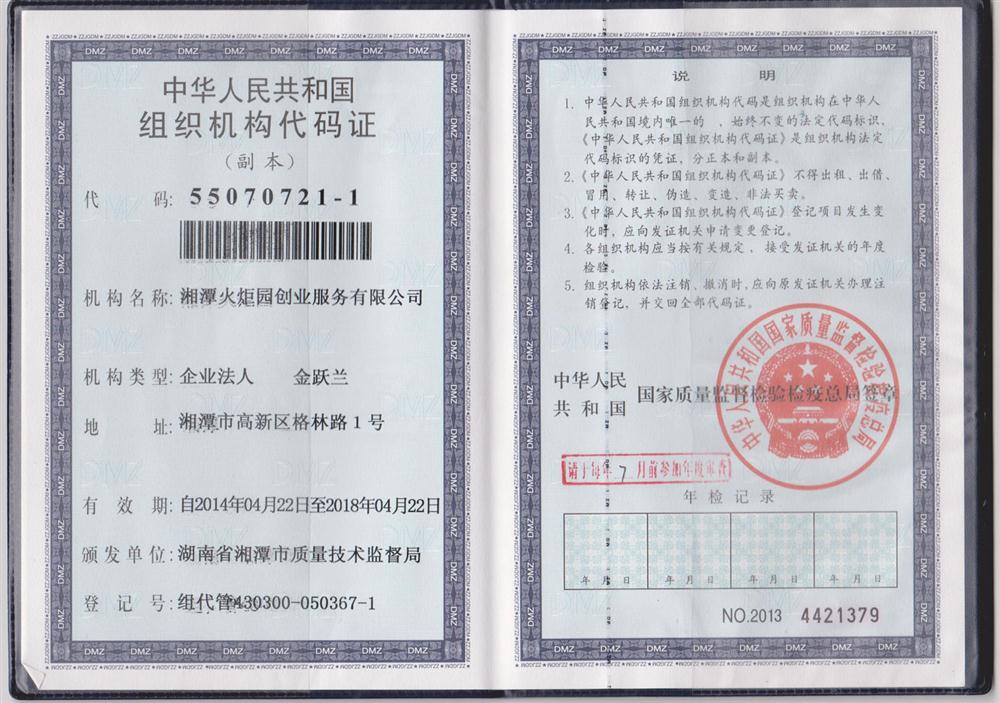 中华人民共和国
组织机构代码证
（副本）
代 码: 55070721-1
机构名称: 湘潭火炬园创业服务有限公司
机构类型: 企业法人 金跃兰
地 址: 湘潭市高新区格林路1号
有 效 期: 自2014年04月22日至2018年04月22日
颁发单位: 湖南省湘潭市质量技术监督局
登 记 号: 组代管430300-050367-1
说 明
1. 中华人民共和国组织机构代码是组织机构在中华人
民共和国境内唯一的 、始终不变的法定代码标识，
《中华人民共和国组织机构代码证》是组织机构法定
代码标识的凭证，分正本和副本。
2.《中华人民共和国组织机构代码证》不得出租、出借、
冒用、转让、伪造、变造、非法买卖。
3.《中华人民共和国组织机构代码证》登记项目发生变
化时，应向发证机关申请变更登记。
4. 各组织机构应当按有关规定 ，接受发证机关的年度
检验。
5. 组织机构依法注销、撤消时，应向原发证机关办理注
销登记，并交回全部代码证。
中华人民共和国国家质量监督检验检疫总局
中华人民
共 和 国 国家质量监督检验检疫总局签章
请于每年7月前参加年度审查
年检记录
年 月 日 年 月 日 年 月 日 年 月 日
NO.2013 4421379